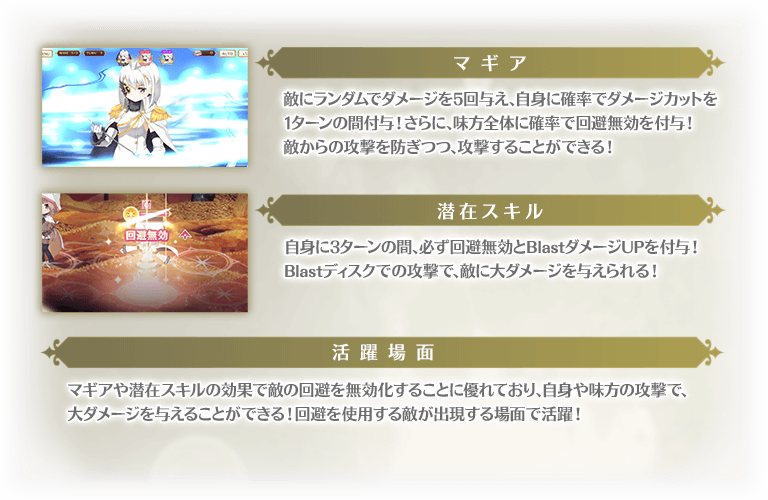 マギア
敵にランダムでダメージを5回与え、自身に確率でダメージカットを
1ターンの間付与！さらに、味方全体に確率で回避無効を付与！
敵からの攻撃を防ぎつつ、攻撃することができる！
回避無効
潜在スキル
自身に3ターンの間、必ず回避無効とBlastダメージUPを付与！
Blastディスクでの攻撃で、敵に大ダメージを与えられる！
活躍場面
マギアや潜在スキルの効果で敵の回避を無効化することに優れており、自身や味方の攻撃で、
大ダメージを与えることができる！回避を使用する敵が出現する場面で活躍！